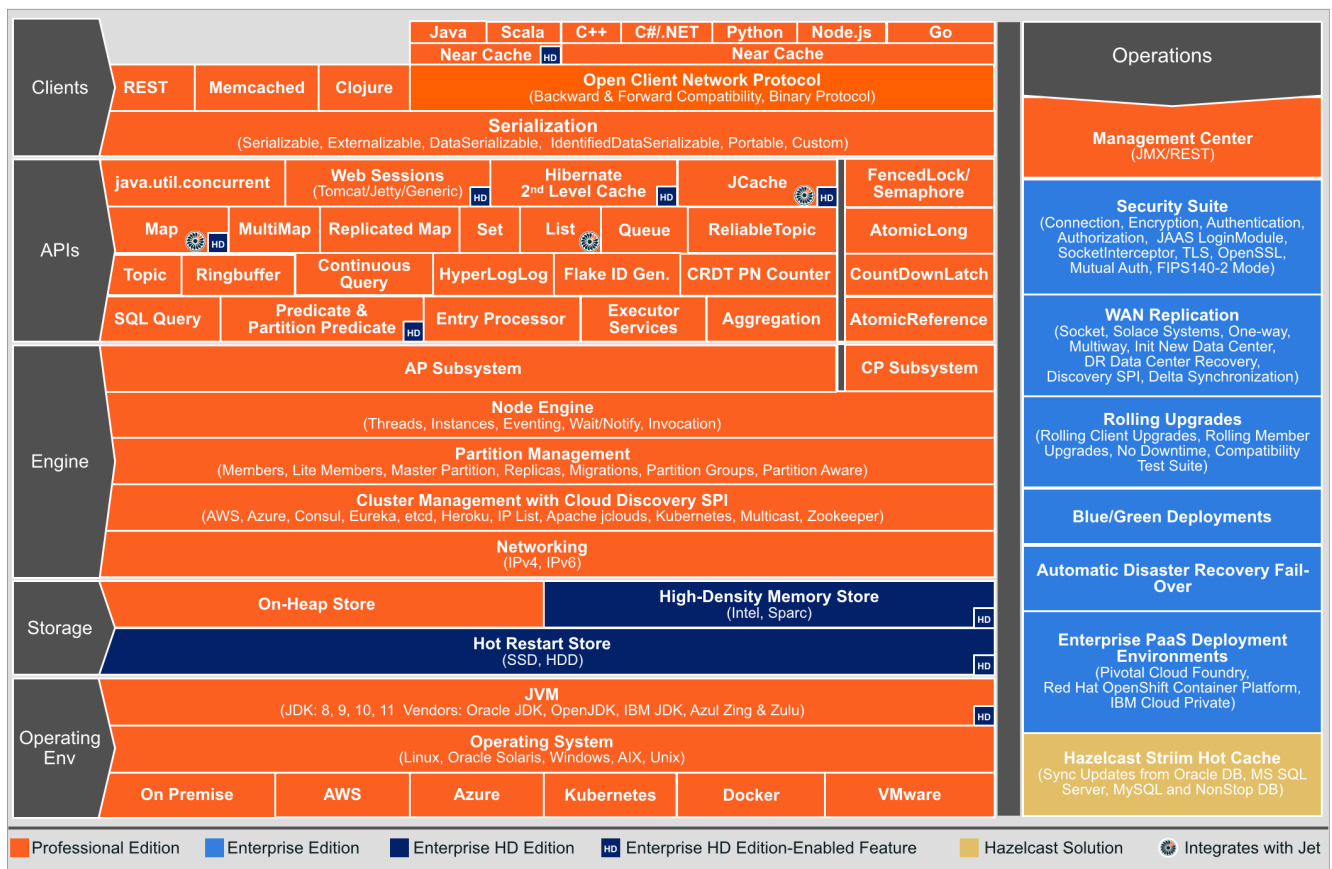 Clients
Java
Scala
C++
C#/.NET
Python
Node.js
Go
Near Cache
HD
Near Cache
REST
Memcached
Clojure
Open Client Network Protocol
(Backward & Forward Compatibility, Binary Protocol)
Serialization
(Serializable, Externalizable, DataSerializable, IdentifiedDataSerializable, Portable, Custom)
APIs
java.util.concurrent
Web Sessions
(Tomcat/Jetty/Generic)
HD
Hibernate
2nd Level Cache
HD
JCache
HD
FencedLock/
Semaphore
Map
HD
MultiMap
Replicated Map
Set
List
Queue
ReliableTopic
AtomicLong
Topic
Ringbuffer
Continuous
Query
HyperLogLog
Flake ID Gen.
CRDT PN Counter
CountDownLatch
SQL Query
Predicate &
Partition Predicate
HD
Entry Processor
Executor
Services
Aggregation
AtomicReference
Engine
AP Subsystem
CP Subsystem
Node Engine
(Threads, Instances, Eventing, Wait/Notify, Invocation)
Partition Management
(Members, Lite Members, Master Partition, Replicas, Migrations, Partition Groups, Partition Aware)
Cluster Management with Cloud Discovery SPI
(AWS, Azure, Consul, Eureka, etcd, Heroku, IP List, Apache jclouds, Kubernetes, Multicast, Zookeeper)
Networking
(IPv4, IPv6)
Storage
On-Heap Store
High-Density Memory Store
(Intel, Sparc)
HD
Hot Restart Store
(SSD, HDD)
HD
Operating
Env
JVM
(JDK: 8, 9, 10, 11 Vendors: Oracle JDK, OpenJDK, IBM JDK, Azul Zing & Zulu)
HD
Operating System
(Linux, Oracle Solaris, Windows, AIX, Unix)
On Premise
AWS
Azure
Kubernetes
Docker
VMware
Operations
Management Center
(JMX/REST)
Security Suite
(Connection, Encryption, Authentication,
Authorization, JAAS LoginModule,
SocketInterceptor, TLS, OpenSSL,
Mutual Auth, FIPS140-2 Mode)
WAN Replication
(Socket, Solace Systems, One-way,
Multiway, Init New Data Center,
DR Data Center Recovery,
Discovery SPI, Delta Synchronization)
Rolling Upgrades
(Rolling Client Upgrades, Rolling Member
Upgrades, No Downtime, Compatibility
Test Suite)
Blue/Green Deployments
Automatic Disaster Recovery Fail-
Over
Enterprise PaaS Deployment
Environments
(Pivotal Cloud Foundry,
Red Hat OpenShift Container Platform,
IBM Cloud Private)
Hazelcast Striim Hot Cache
(Sync Updates from Oracle DB, MS SQL
Server, MySQL and NonStop DB)
Professional Edition
Enterprise Edition
Enterprise HD Edition
HD Enterprise HD Edition-Enabled Feature
Hazelcast Solution
Integrates with Jet